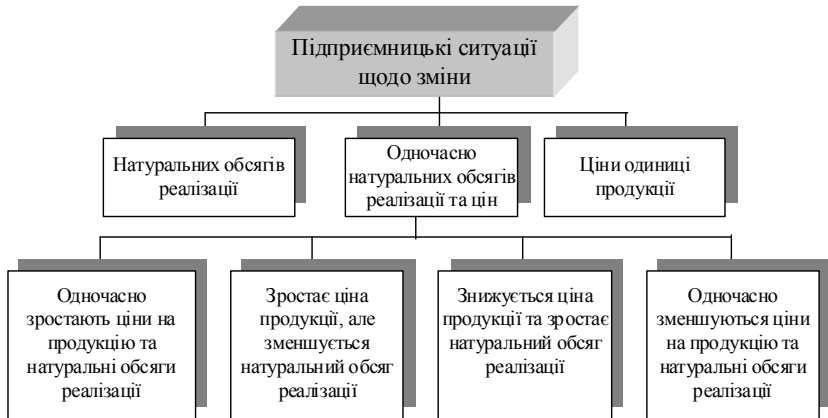 Підприємницькі ситуації
щодо зміни
Натуральних обсягів
реалізації
Одночасно
натуральних обсягів
реалізації та цін
Ціни одиниці
продукції
Одночасно
зростають ціни на
продукцію та
натуральні обсяги
реалізації
Зростає ціна
продукції, але
зменшується
натуральний обсяг
реалізації
Знижується ціна
продукції та зростає
натуральний обсяг
реалізації
Одночасно
зменшуються ціни
на продукцію та
натуральні обсяги
реалізації